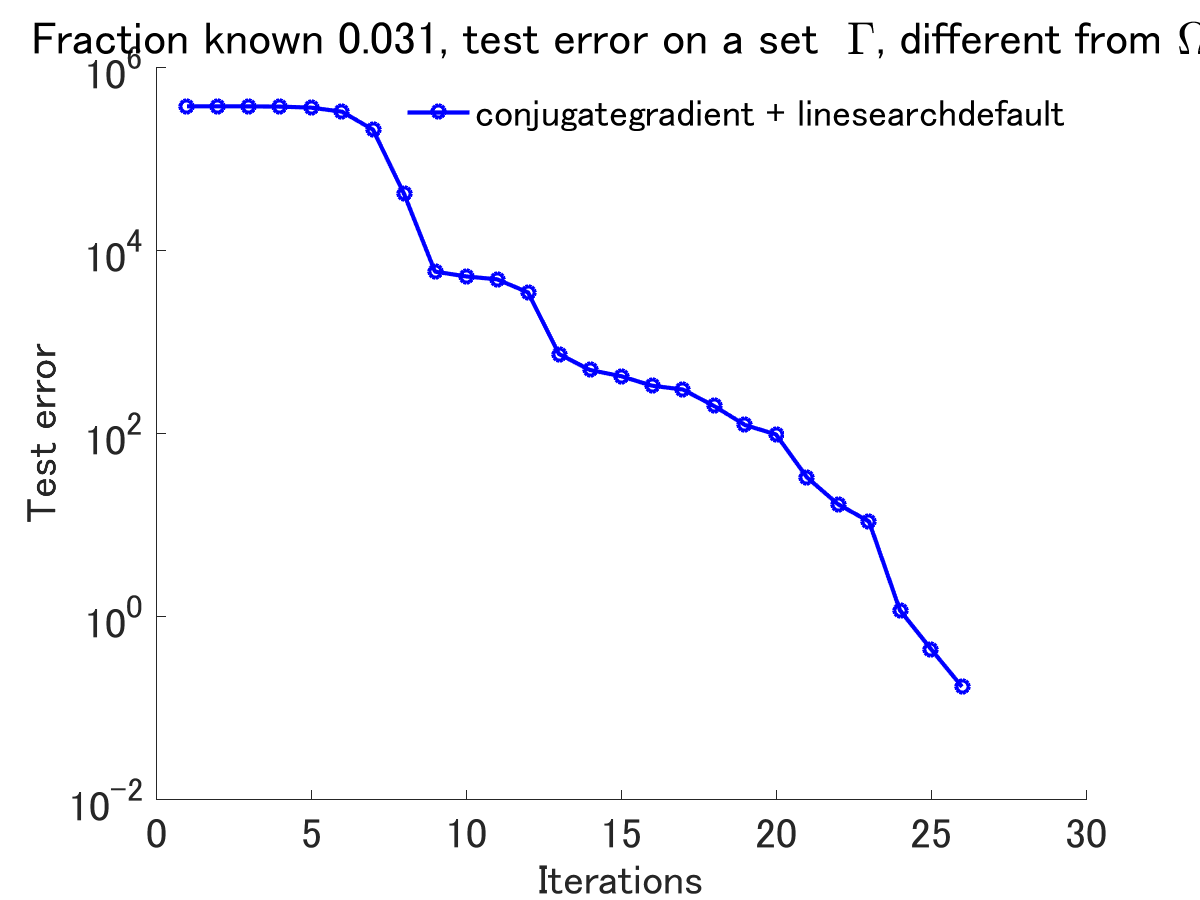 Fraction known 0.031, test error on a set Γ, different from Ω
10^6
conjugategradient + linesearchdefault
10^4
10^2
10^0
10^-2
Test error
0 5 10 15 20 25 30
Iterations